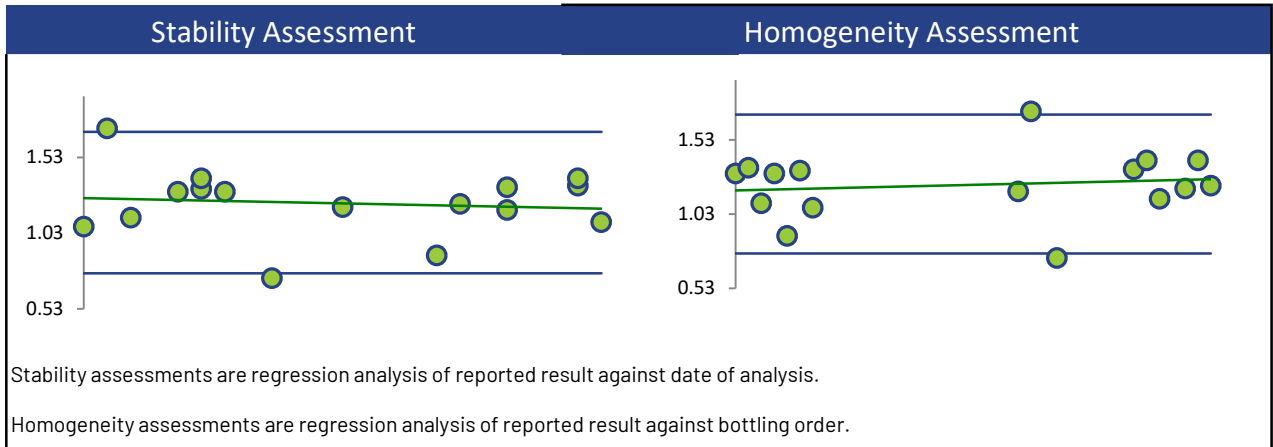 Stability Assessment
Homogeneity Assessment
1.53
1.03
0.53
1.53
1.03
0.53
Stability assessments are regression analysis of reported result against date of analysis.
Homogeneity assessments are regression analysis of reported result against bottling order.